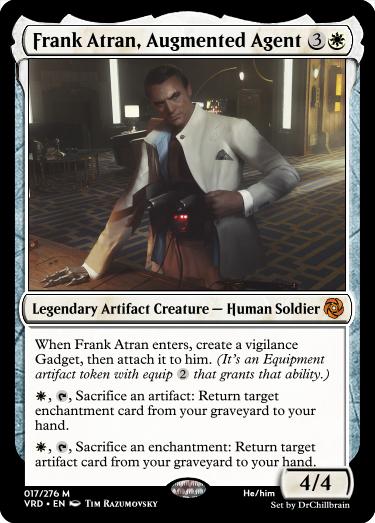 Frank Atran, Augmented Agent 3
Legendary Artifact Creature — Human Soldier
When Frank Atran enters, create a vigilance
Gadget, then attach it to him. (It's an Equipment
artifact token with equip 2 that grants that ability.)
, , Sacrifice an artifact: Return target
enchantment card from your graveyard to your
hand.
, , Sacrifice an enchantment: Return target
artifact card from your graveyard to your hand.
4/4
017/276 M He/him
VRD • EN Tim Razumovsky Set by DrChillbrain